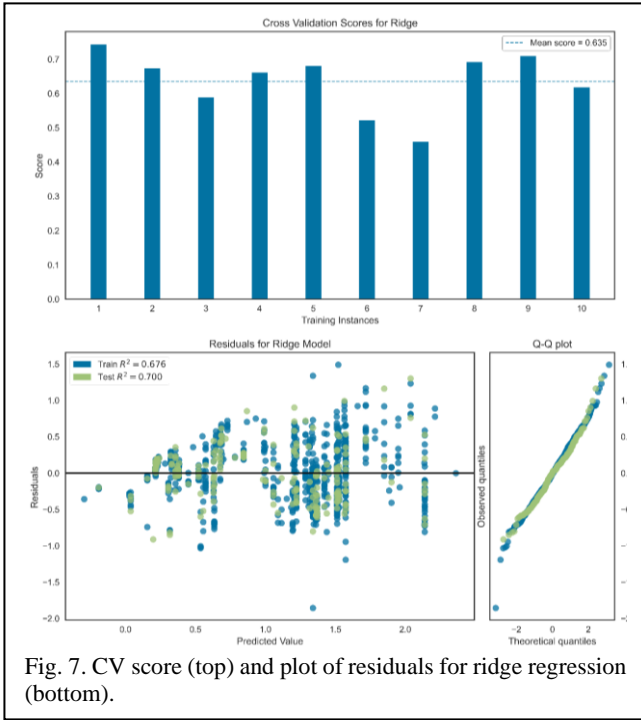 Cross Validation Scores for Ridge
Mean score = 0.635
0.7
0.6
0.5
0.4
0.3
0.2
0.1
0.0
Score
1 2 3 4 5 6 7 8 9 10
Training Instances
Residuals for Ridge Model
Train R² = 0.676
Test R² = 0.700
1.5
1.0
0.5
0.0
−0.5
−1.0
−1.5
−2.0
Residuals
0.0 0.5 1.0 1.5 2.0
Predicted Value
Q-Q plot
Observed quantiles
1.
1.
0.
0.
−
−
−
−2
−2 0 2
Theoretical quantiles
Fig. 7. CV score (top) and plot of residuals for ridge regression
(bottom).